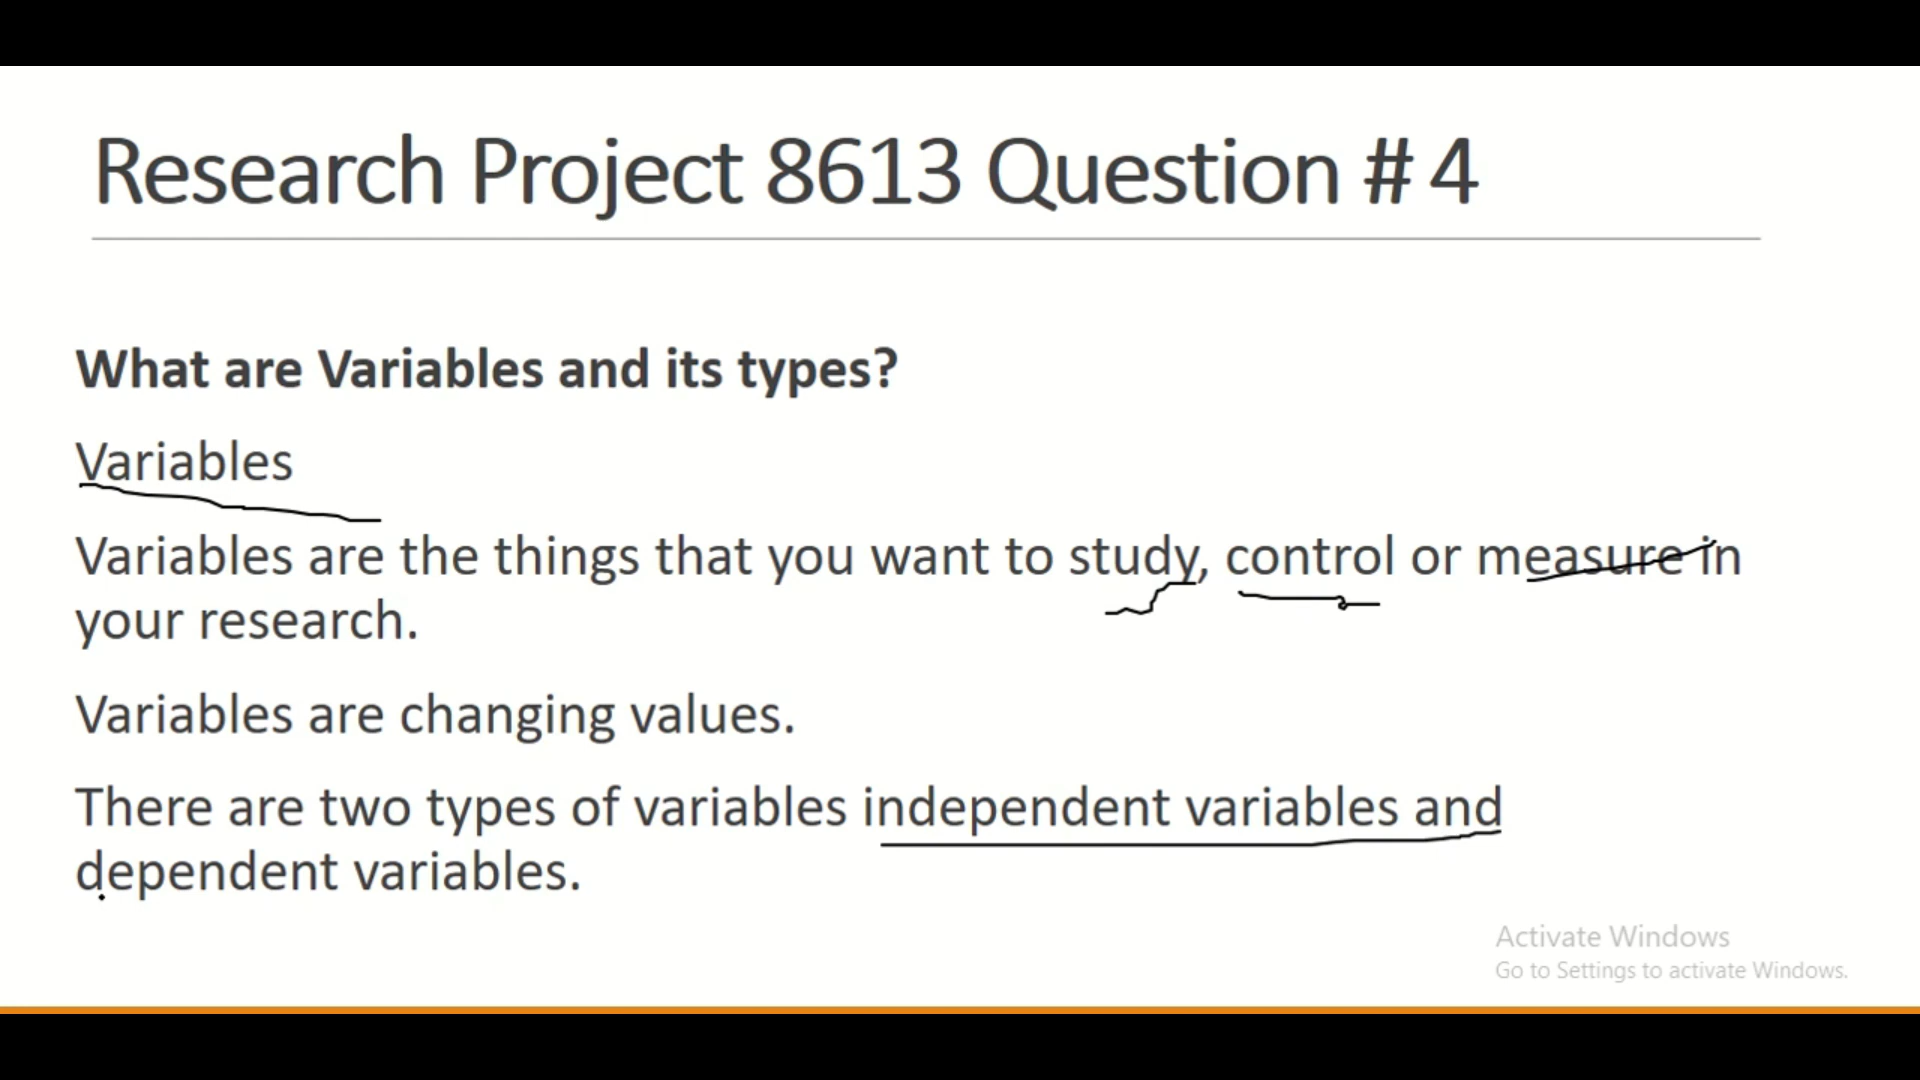 Research Project 8613 Question # 4
What are Variables and its types?
Variables
Variables are the things that you want to study, control or measure in
your research.
Variables are changing values.
There are two types of variables independent variables and
dependent variables.
Activate Windows
Go to Settings to activate Windows.